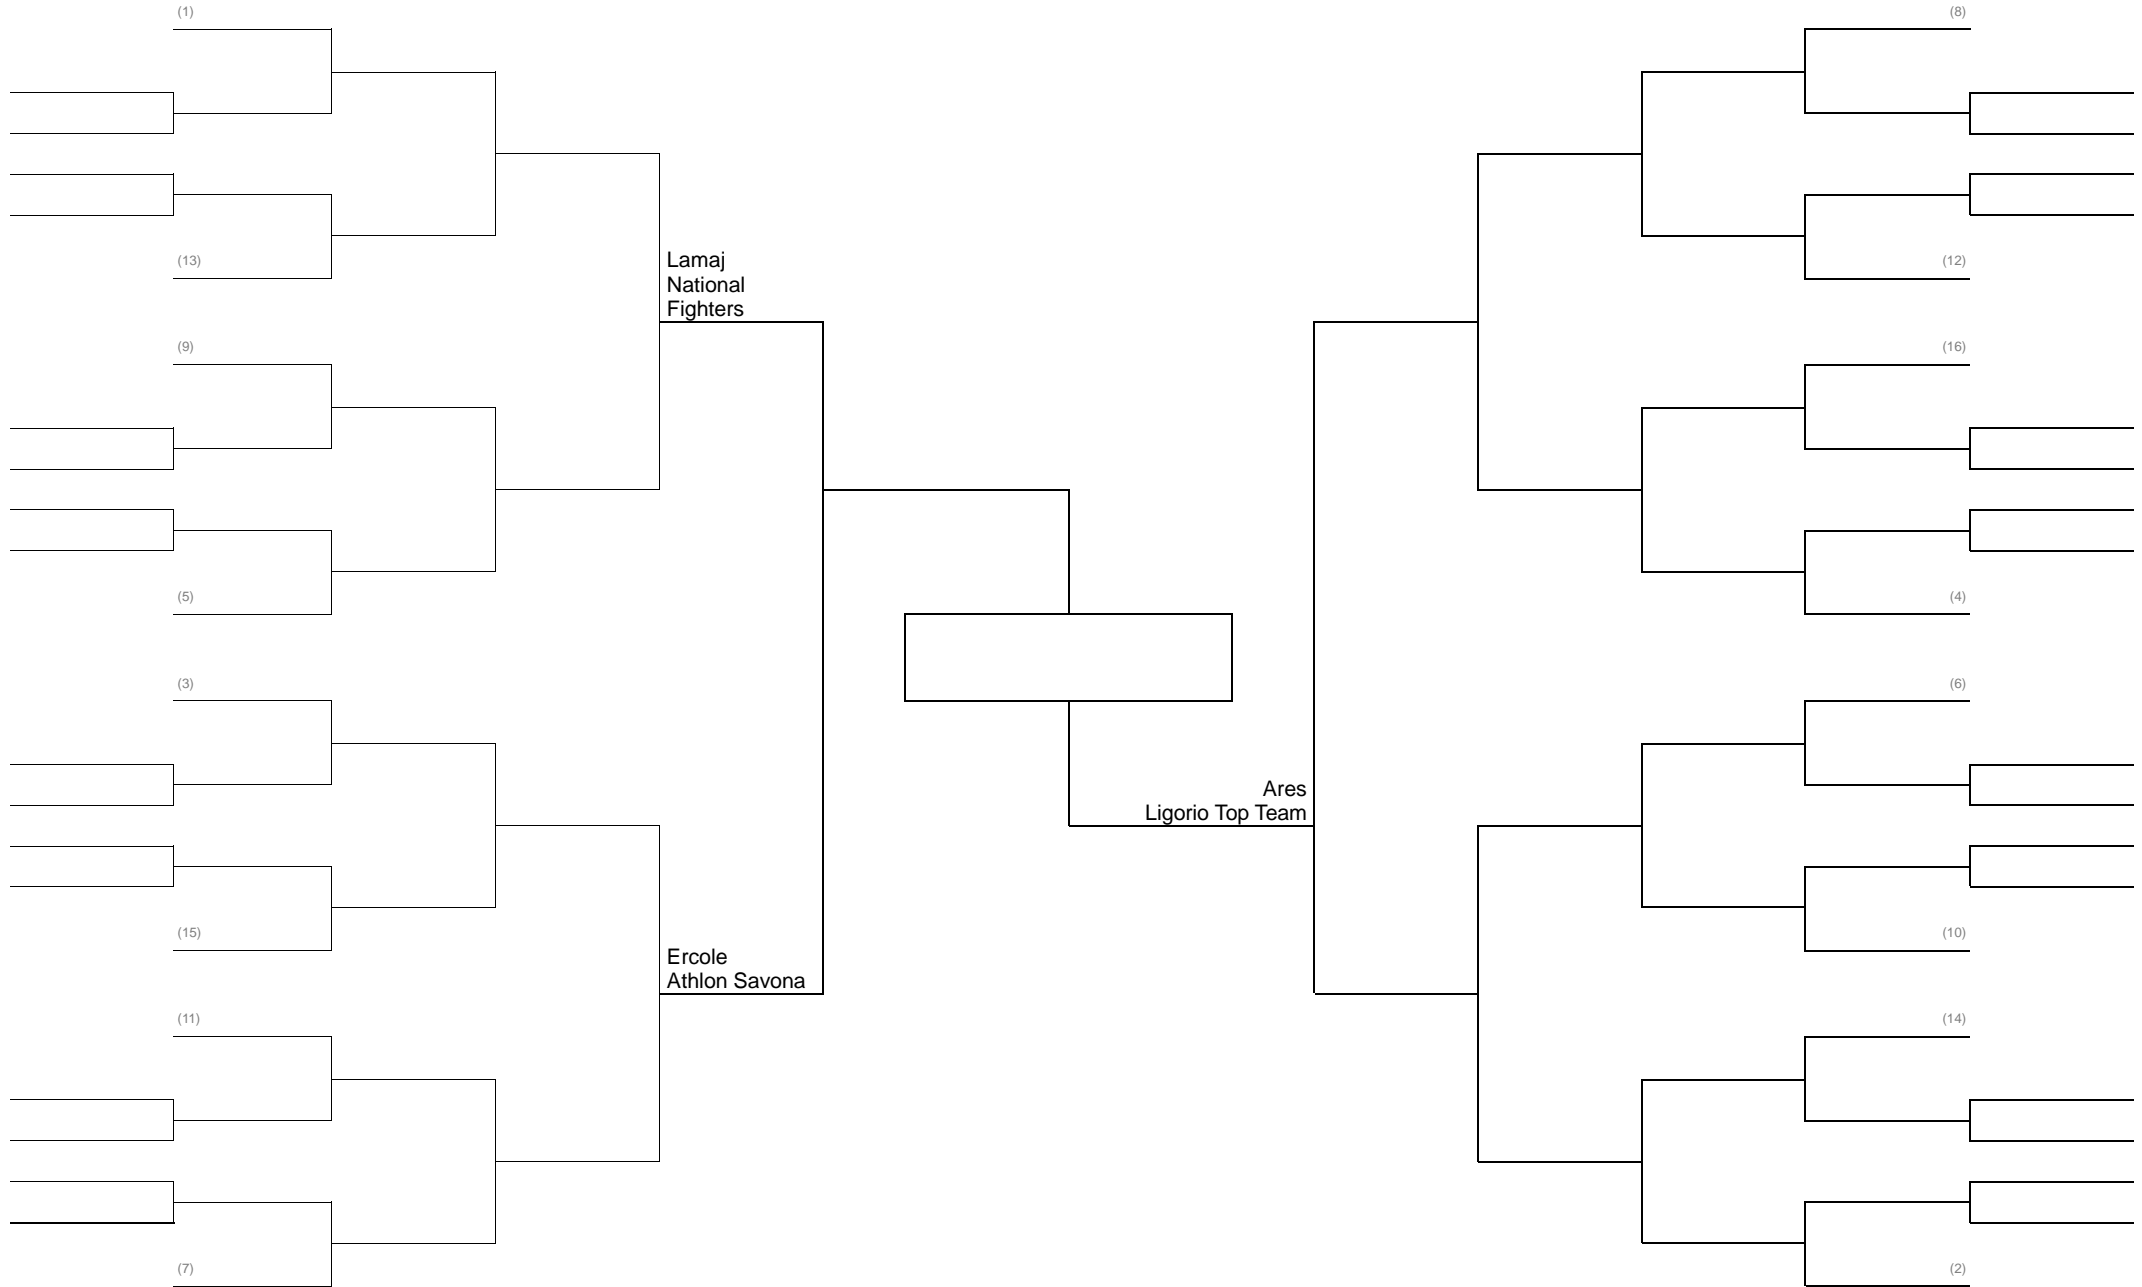 (1)
(8)
(13)
(12)
Lamaj
National
Fighters
(9)
(16)
(5)
(4)
(3)
(6)
Ares
Ligorio Top Team
(15)
(10)
Ercole
Athlon Savona
(11)
(14)
(7)
(2)